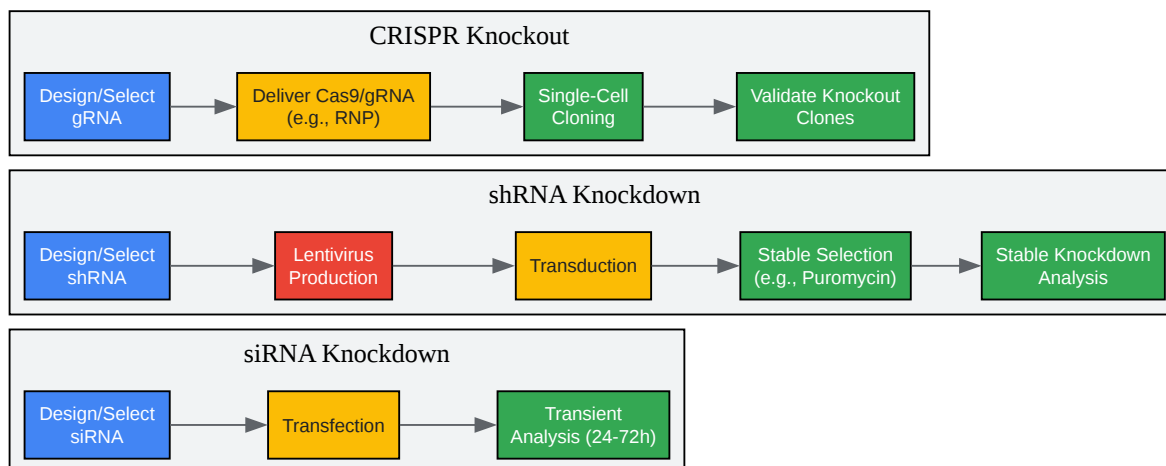 CRISPR Knockout
Design/Select
gRNA
Deliver Cas9/gRNA
(e.g., RNP)
Single-Cell
Cloning
Validate Knockout
Clones
shRNA Knockdown
Design/Select
shRNA
Lentivirus
Production
Transduction
Stable Selection
(e.g., Puromycin)
Stable Knockdown
Analysis
siRNA Knockdown
Design/Select
siRNA
Transfection
Transient
Analysis (24-72h)